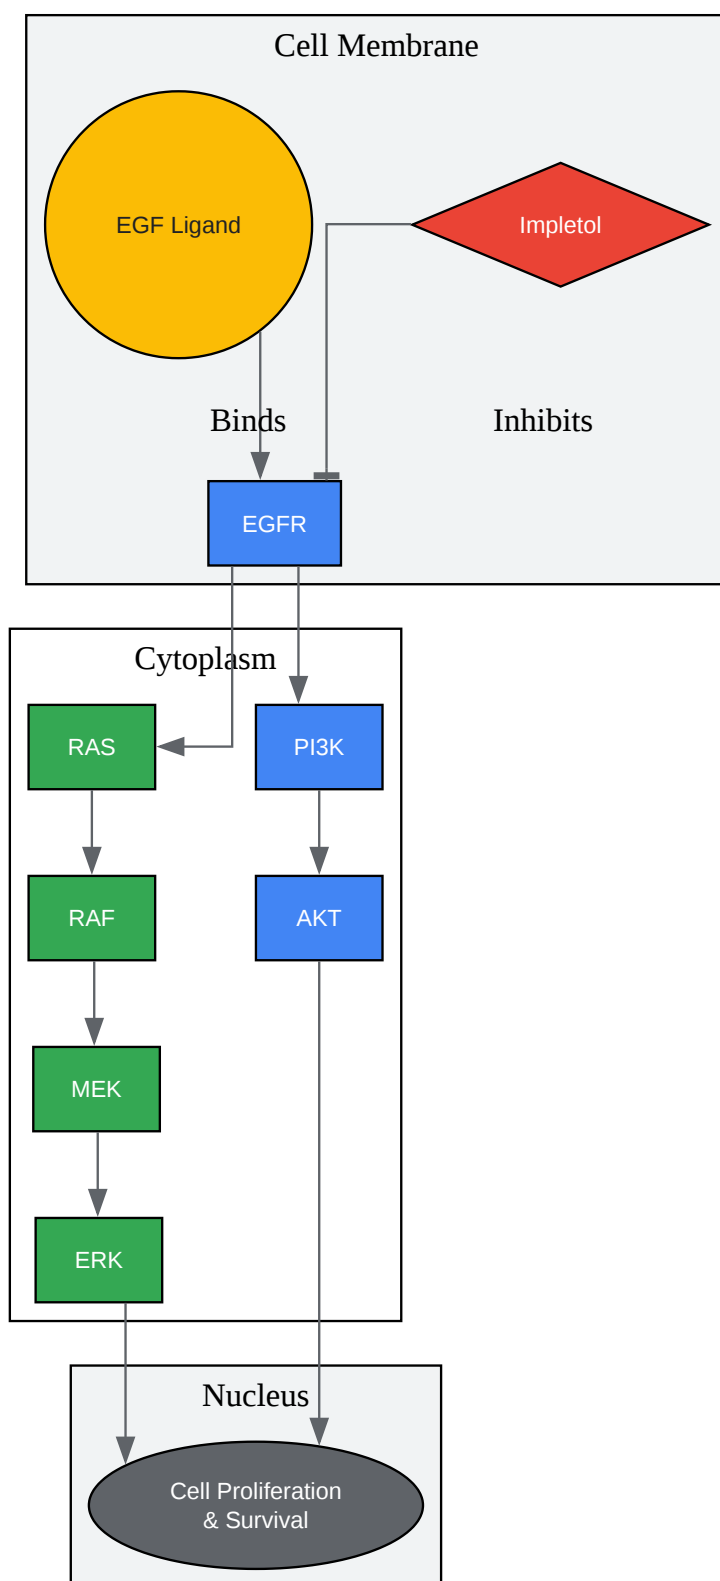 Cell Membrane
EGF Ligand
Impletol
Binds
Inhibits
EGFR
Cytoplasm
RAS
PI3K
RAF
AKT
MEK
ERK
Nucleus
Cell Proliferation
& Survival